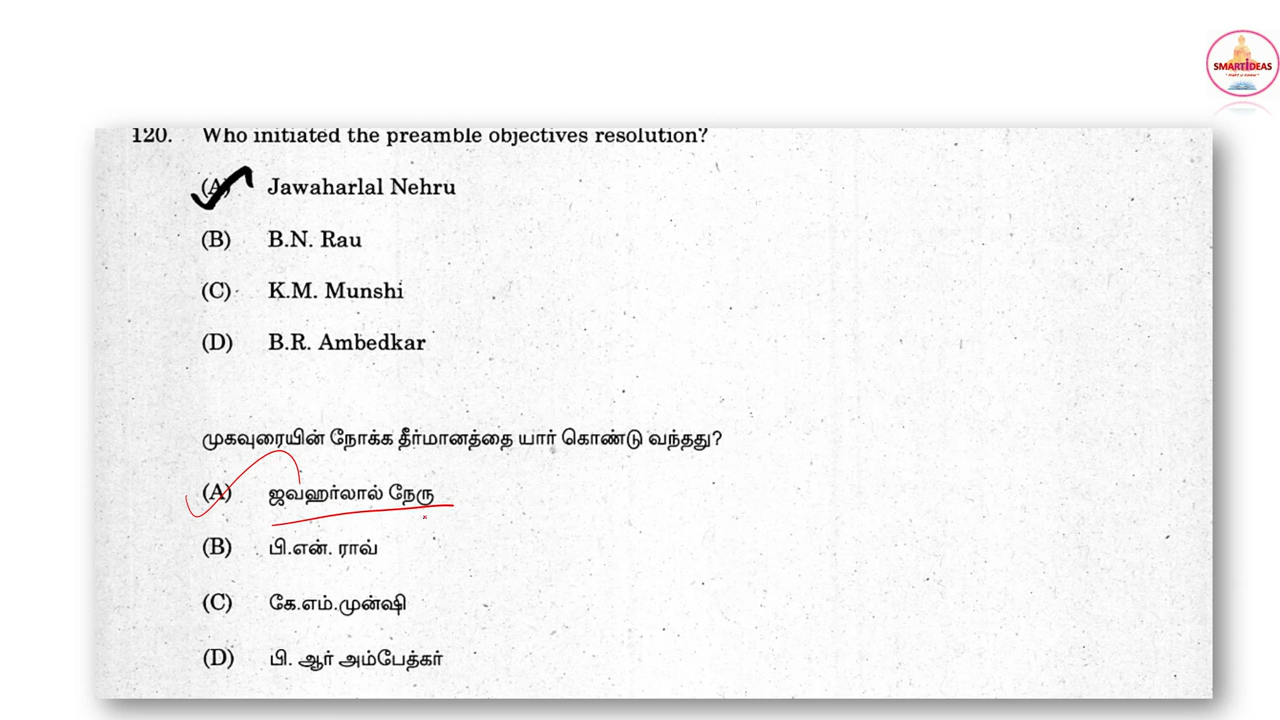 SMARTIDEAS
120. Who initiated the preamble objectives resolution?
(A) Jawaharlal Nehru
(B) B.N. Rau
(C) K.M. Munshi
(D) B.R. Ambedkar
முகவுரையின் நோக்க தீர்மானத்தை யார் கொண்டு வந்தது?
(A) ஜவஹர்லால் நேரு
(B) பி.என். ராவ்
(C) கே.எம்.முன்ஷி
(D) பி. ஆர் அம்பேத்கர்